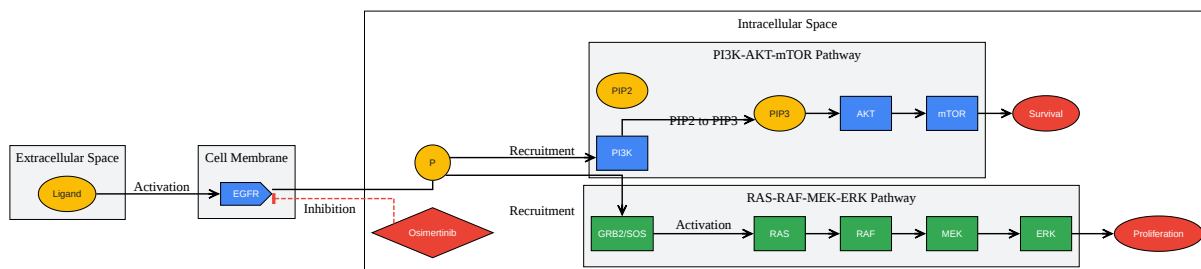 Intracellular Space
PI3K-AKT-mTOR Pathway
PIP2
PIP2 to PIP3
PIP3
AKT
mTOR
Survival
Extracellular Space
Ligand
Activation
Cell Membrane
EGFR
Inhibition
P
Recruitment
PI3K
Osimertinib
Recruitment
RAS-RAF-MEK-ERK Pathway
GRB2/SOS
Activation
RAS
RAF
MEK
ERK
Proliferation